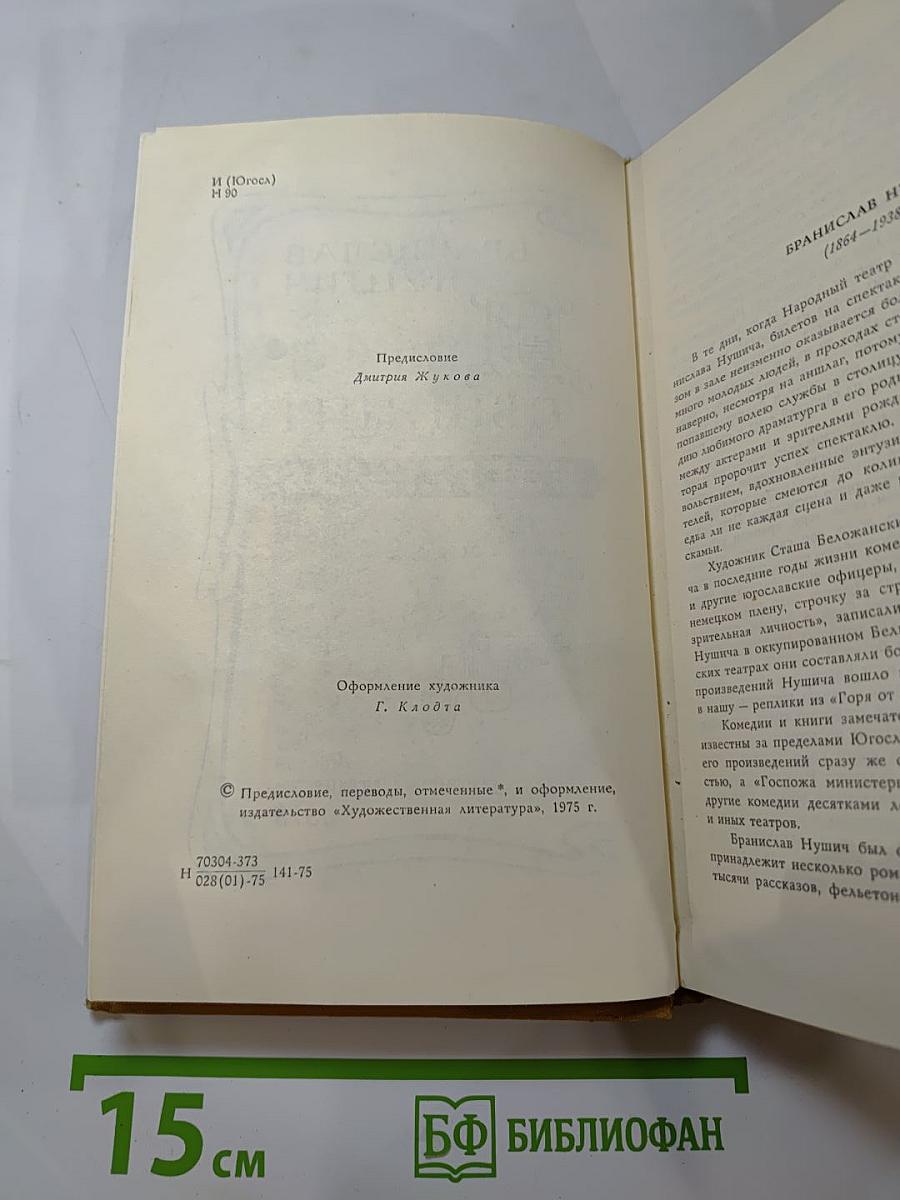 И (Югосл)
Н 90
Предисловие
Дмитрия Жукова
Оформление художника
Г. Клодта
© Предисловие, переводы, отмеченные *, и оформление,
издательство «Художественная литература», 1975 г.
Н 70304-373
028(01)-75 141-75
БРАНИСЛАВ Н
(1864—1938
В те дни, когда Народный театр
нислава Нушича, билетов на спектак
зом в зале неизменно оказывается бол
много молодых людей, в проходах ст
наверно, несмотря на аншлаг, потому
попавшему волею службы в столицу
дию любимого драматурга в его род
между актерами и зрителями рожд
торая пророчит успех спектаклю.
вольствием, вдохновленные энтузи
телей, которые смеются до коли
едва ли не каждая сцена и даже
скамьи.
Художник Сташа Беложански
ча в последние годы жизни коме
и другие югославские офицеры,
немецком плену, строчку за стр
зрительная личность», записали
Нушича в оккупированном Бел
ских театрах они составляли бо
произведений Нушича вошло
в нашу — реплики из «Горя от
Комедии и книги замечат
известны за пределами Югосл
его произведений сразу же
стью, а «Госпожа министер
другие комедии десятками л
и иных театров.
Бранислав Нушич был
принадлежит несколько ром
тысячи рассказов, фельетон
15 см
БФ БИБЛИОФАН